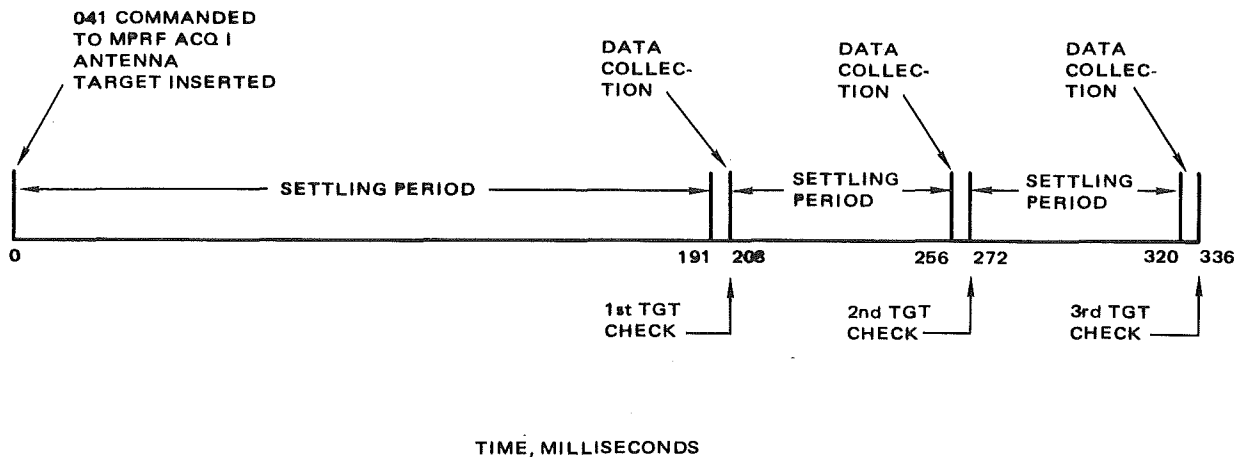 041 COMMANDED
TO MPRF ACQ I
ANTENNA
TARGET INSERTED
DATA
COLLEC-
TION
DATA
COLLEC-
TION
DATA
COLLEC-
TION
SETTLING PERIOD
SETTLING
PERIOD
SETTLING
PERIOD
0
191
208
256
272
320
336
1st TGT
CHECK
2nd TGT
CHECK
3rd TGT
CHECK
TIME, MILLISECONDS